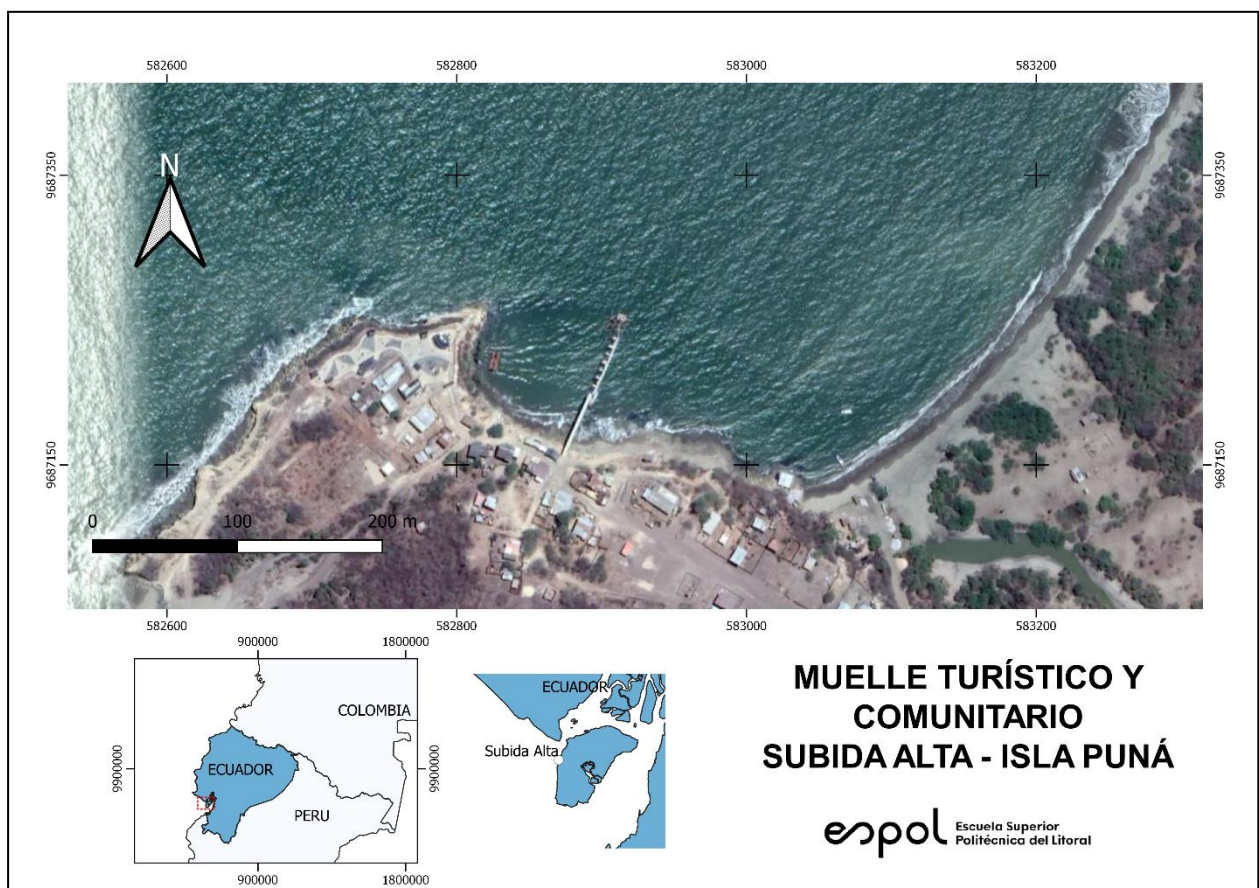 582600 582800 583000 583200
N
9687350 9687350
9687150 9687150
0 100 200 m
582600 582800 583000 583200
900000 1800000
COLOMBIA
ECUADOR
PERU
9900000 9900000
900000 1800000
ECUADOR
Subida Alta
MUELLE TURÍSTICO Y
COMUNITARIO
SUBIDA ALTA - ISLA PUNÁ
espol Escuela Superior
Politécnica del Litoral